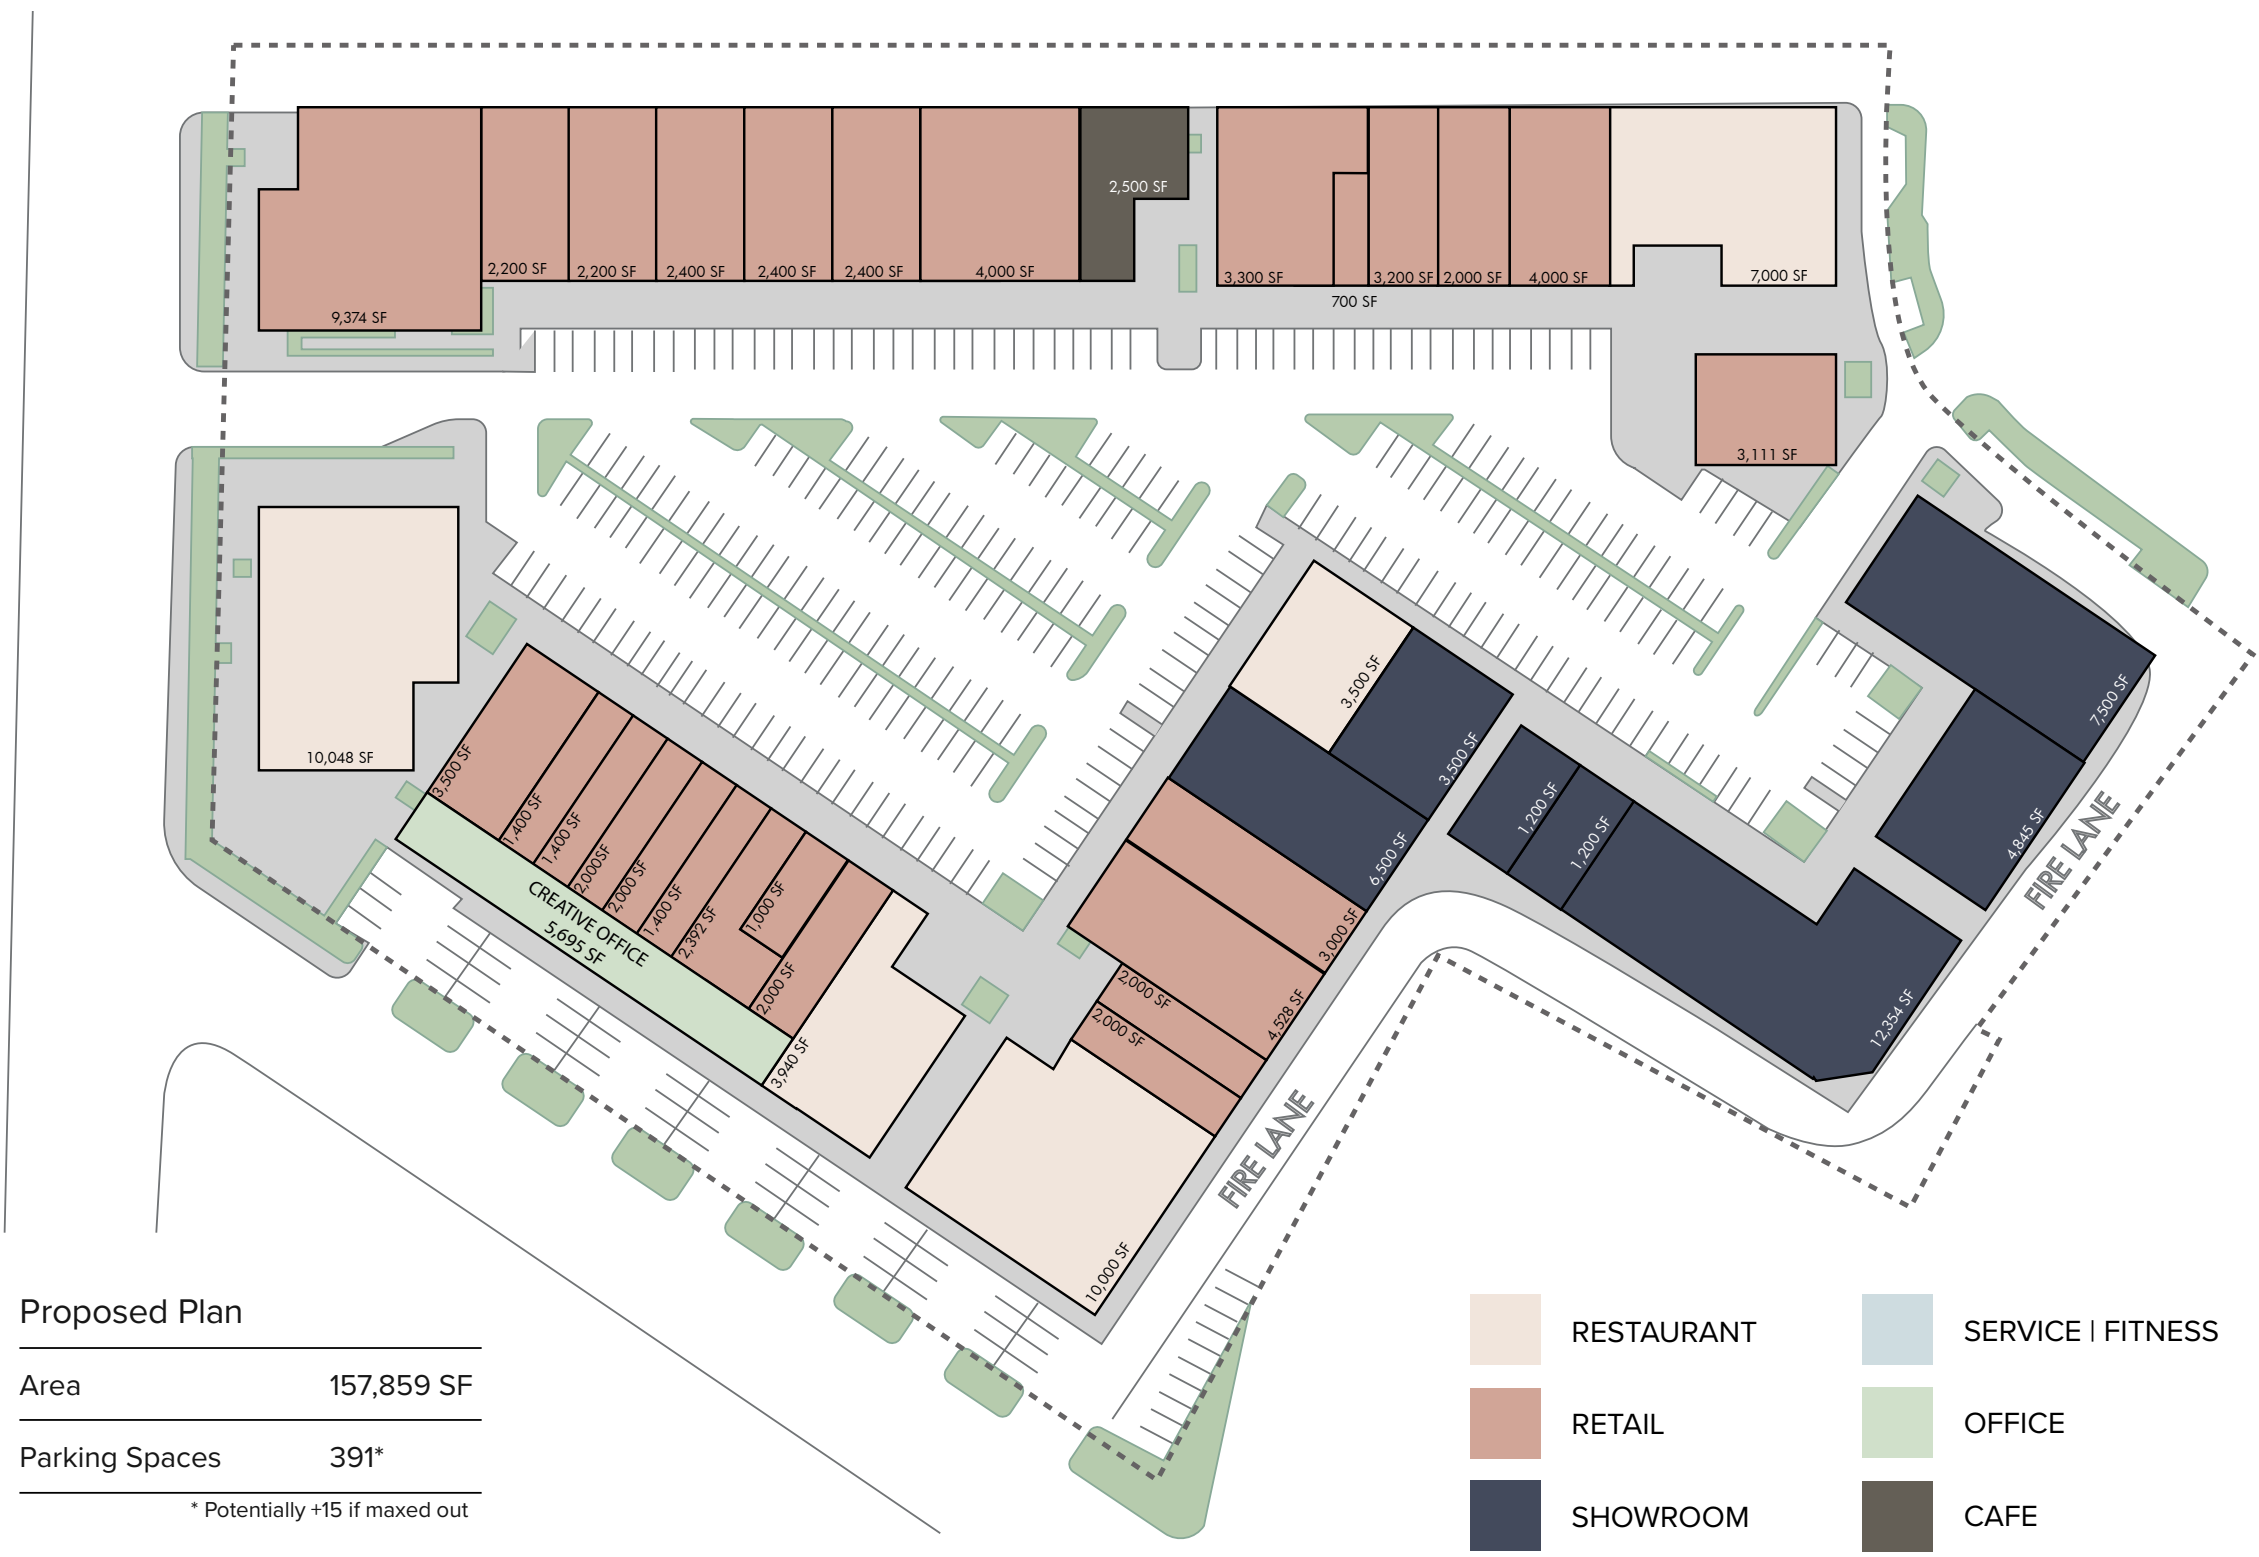 2,500 SF
2,200 SF
2,200 SF
2,400 SF
2,400 SF
2,400 SF
4,000 SF
3,300 SF
3,200 SF
2,000 SF
4,000 SF
7,000 SF
700 SF
9,374 SF
3,111 SF
10,048 SF
3,500 SF
3,500 SF
6,500 SF
3,000 SF
4,528 SF
2,000 SF
2,000 SF
10,000 SF
7,500 SF
4,845 SF
1,200 SF
1,200 SF
12,354 SF
FIRE LANE
FIRE LANE
3,500 SF
1,400 SF
1,400 SF
2,000SF
2,000 SF
1,400 SF
2,392 SF
1,000 SF
2,000 SF
3,940 SF
CREATIVE OFFICE
5,695 SF
Proposed Plan
Area 157,859 SF
Parking Spaces 391*
* Potentially +15 if maxed out
RESTAURANT
RETAIL
SHOWROOM
SERVICE | FITNESS
OFFICE
CAFE